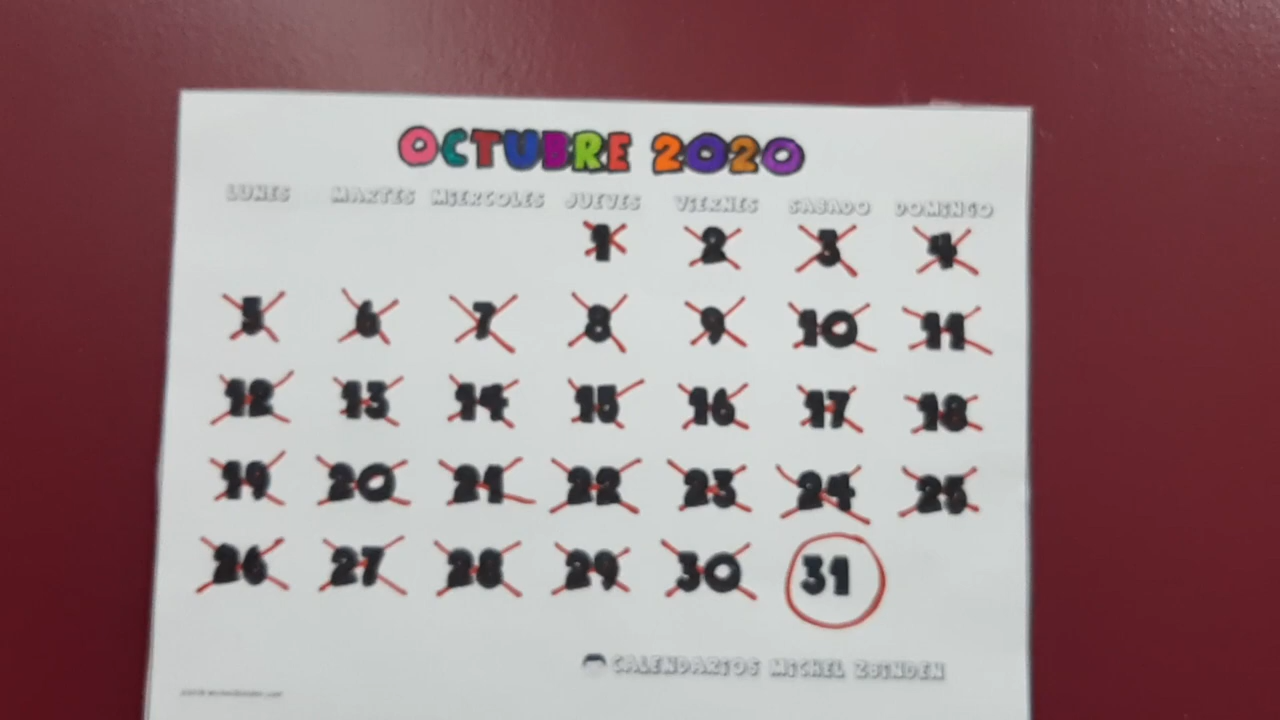 OCTUBRE 2020
LUNES MARTES MIERCOLES JUEVES VIERNES SABADO DOMINGO
1 2 3 4
5 6 7 8 9 10 11
12 13 14 15 16 17 18
19 20 21 22 23 24 25
26 27 28 29 30 31
CALENDARIOS MICHEL ZBINDEN